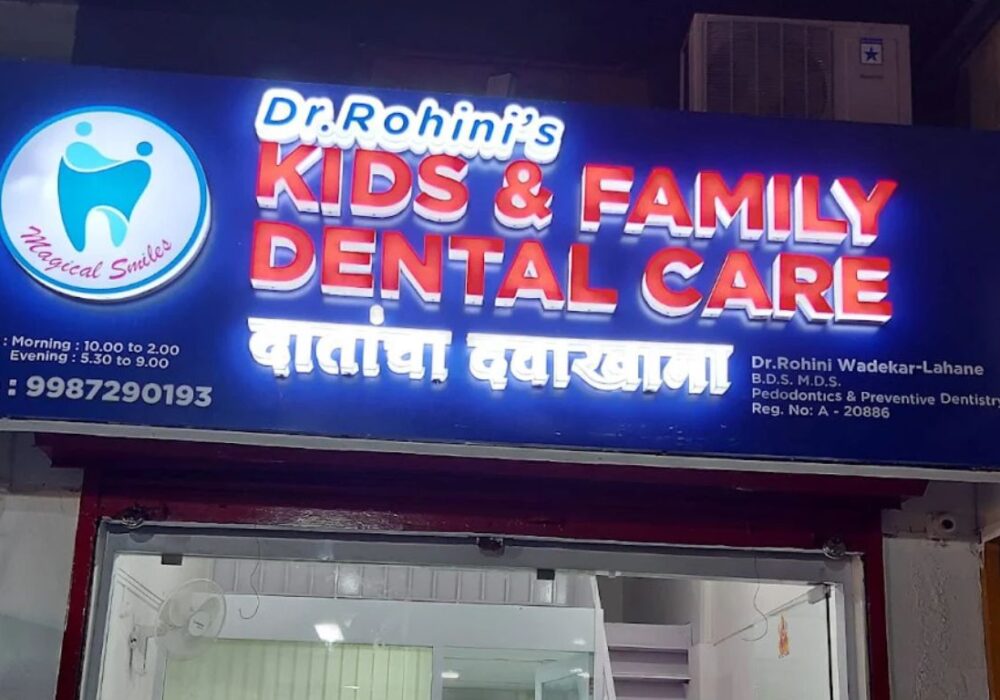 Magical Smiles
Dr.Rohini's
KIDS & FAMILY
DENTAL CARE
दातांचा दवाखाना
: Morning : 10.00 to 2.00
Evening : 5.30 to 9.00
: 9987290193
Dr.Rohini Wadekar-Lahane
B.D.S. M.D.S.
Pedodontics & Preventive Dentistry
Reg. No: A - 20886